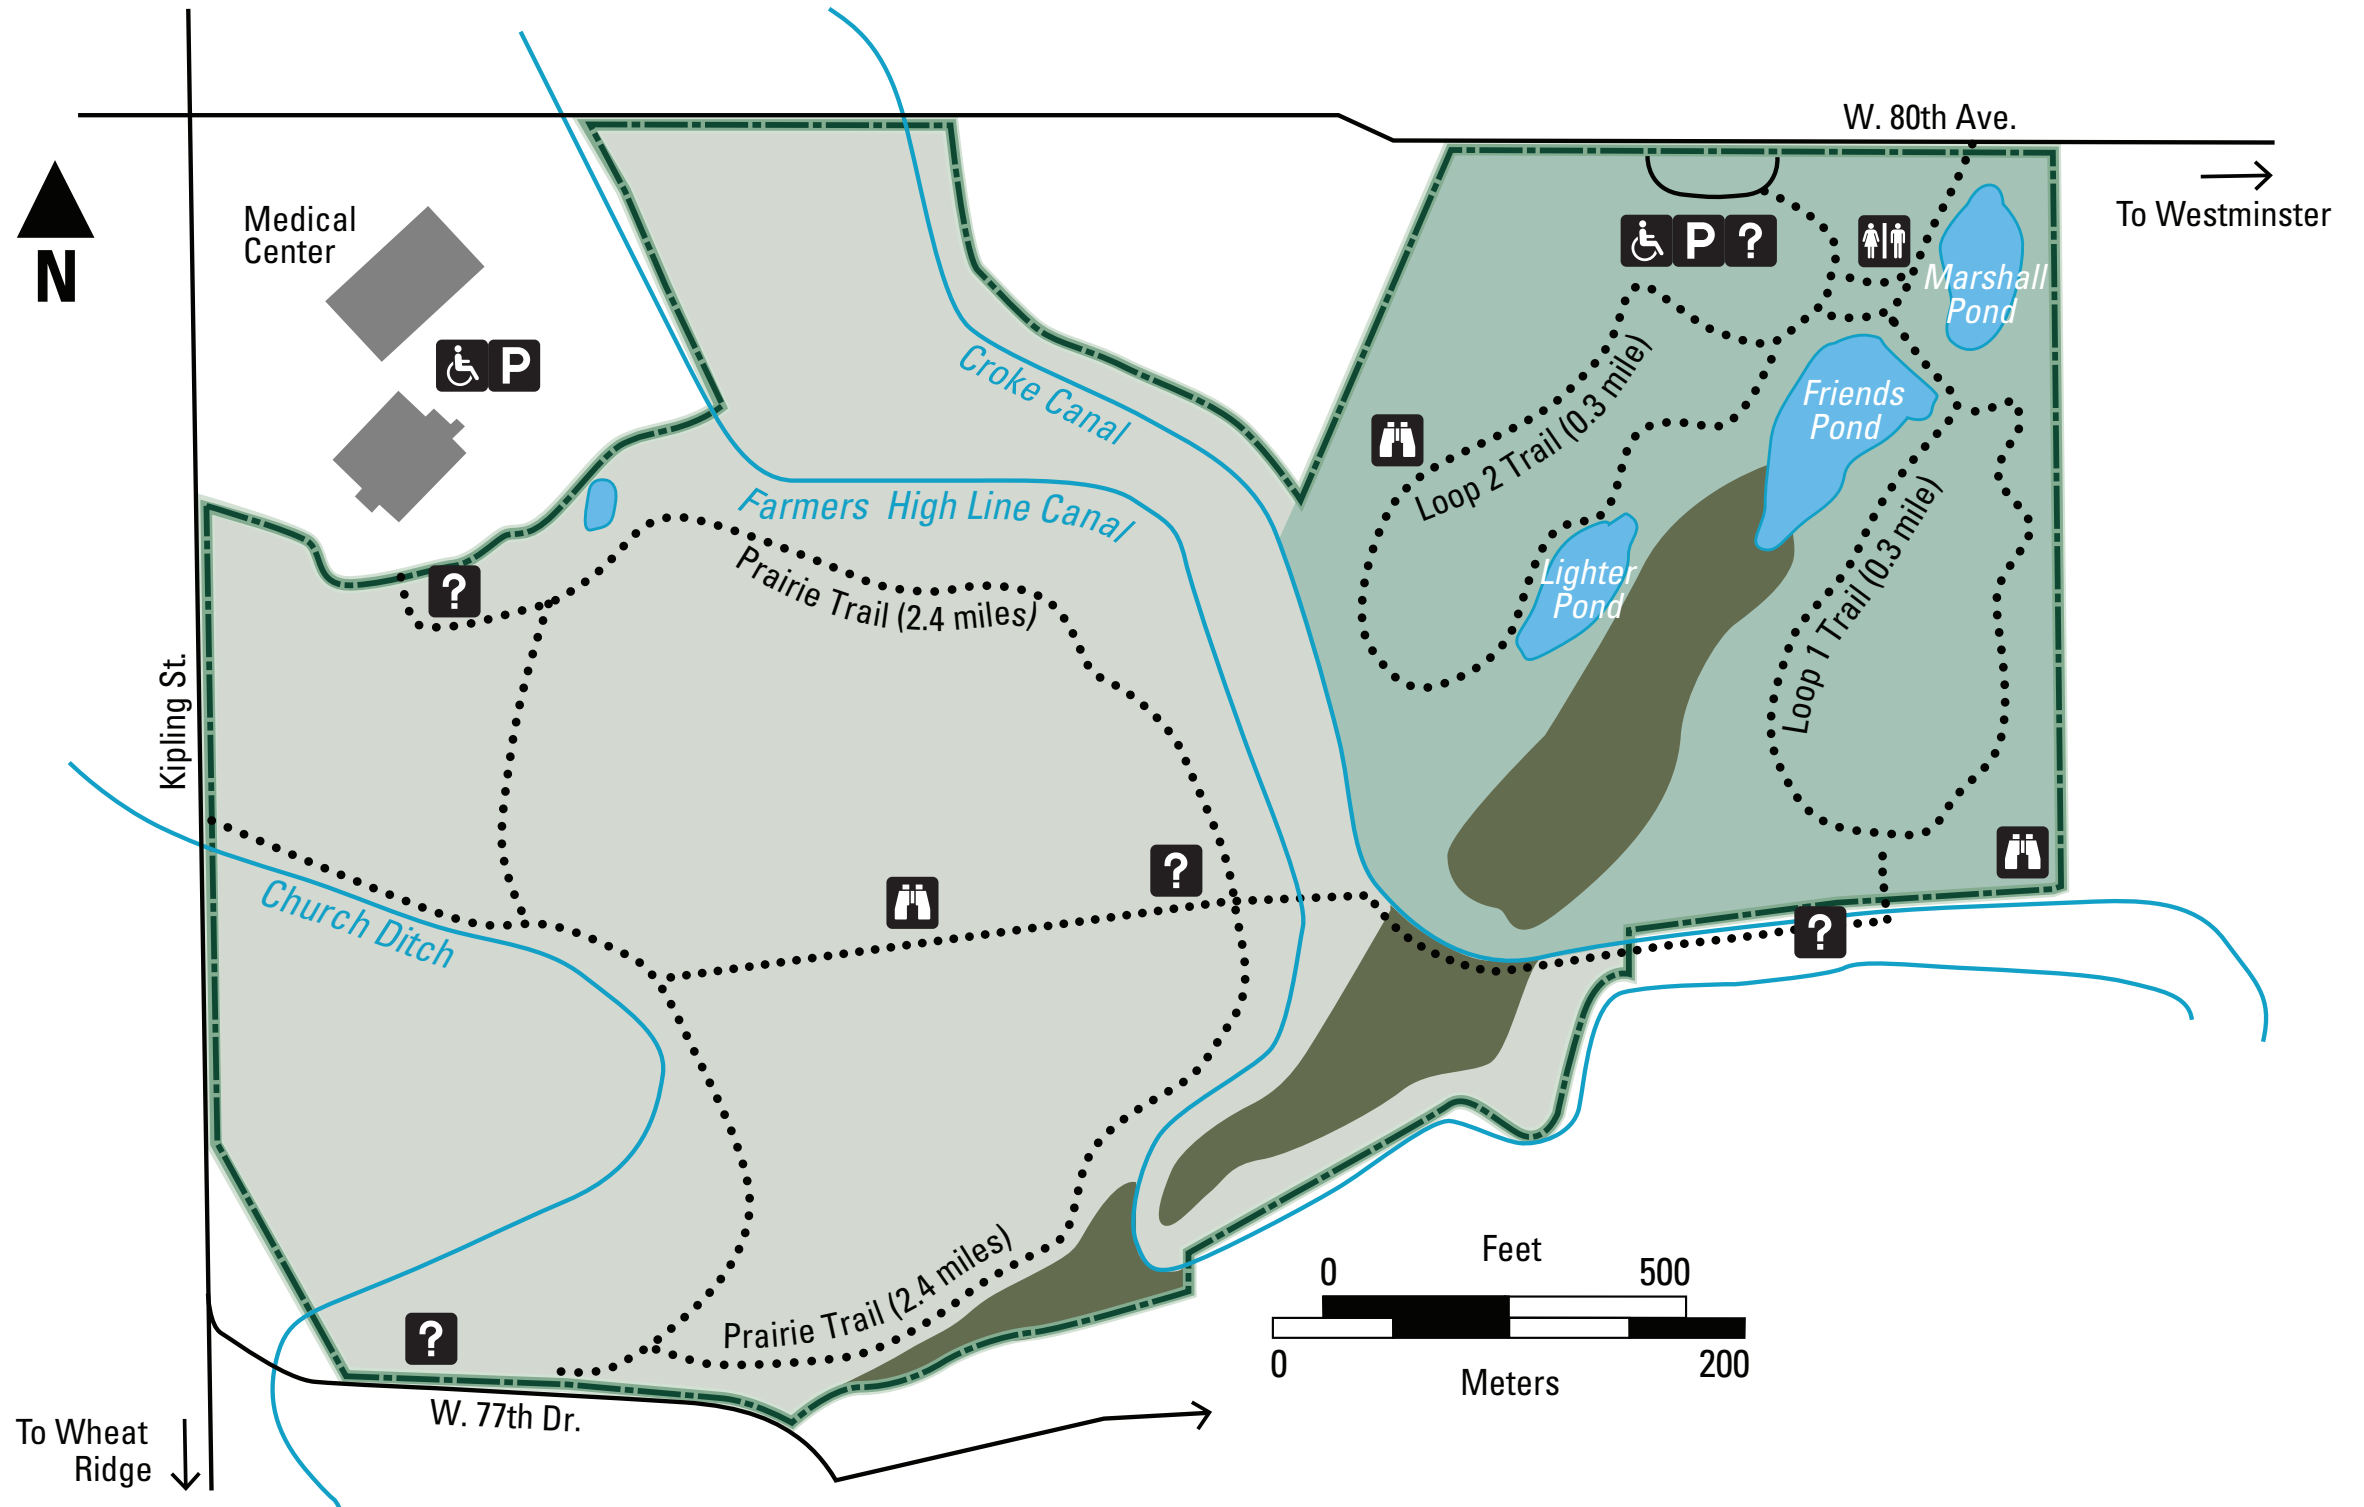 W. 80th Ave.
To Westminster
N
Medical
Center
P
P
?
Marshall
Pond
Croke Canal
Friends
Pond
Loop 2 Trail (0.3 mile)
Farmers High Line Canal
Loop 1 Trail (0.3 mile)
Prairie Trail (2.4 miles)
Lighter
Pond
?
Kipling St.
Church Ditch
?
?
Prairie Trail (2.4 miles)
?
Feet
0
500
0
200
Meters
W. 77th Dr.
To Wheat
Ridge